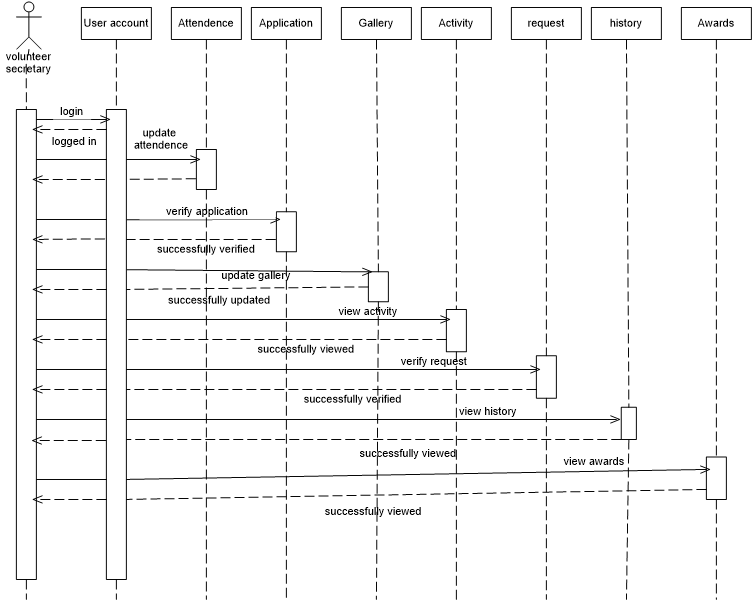 volunteer
secretary
User account
Attendence
Application
Gallery
Activity
request
history
Awards
login
logged in
update
attendence
verify application
successfully verified
update gallery
successfully updated
view activity
successfully viewed
verify request
successfully verified
view history
successfully viewed
view awards
successfully viewed